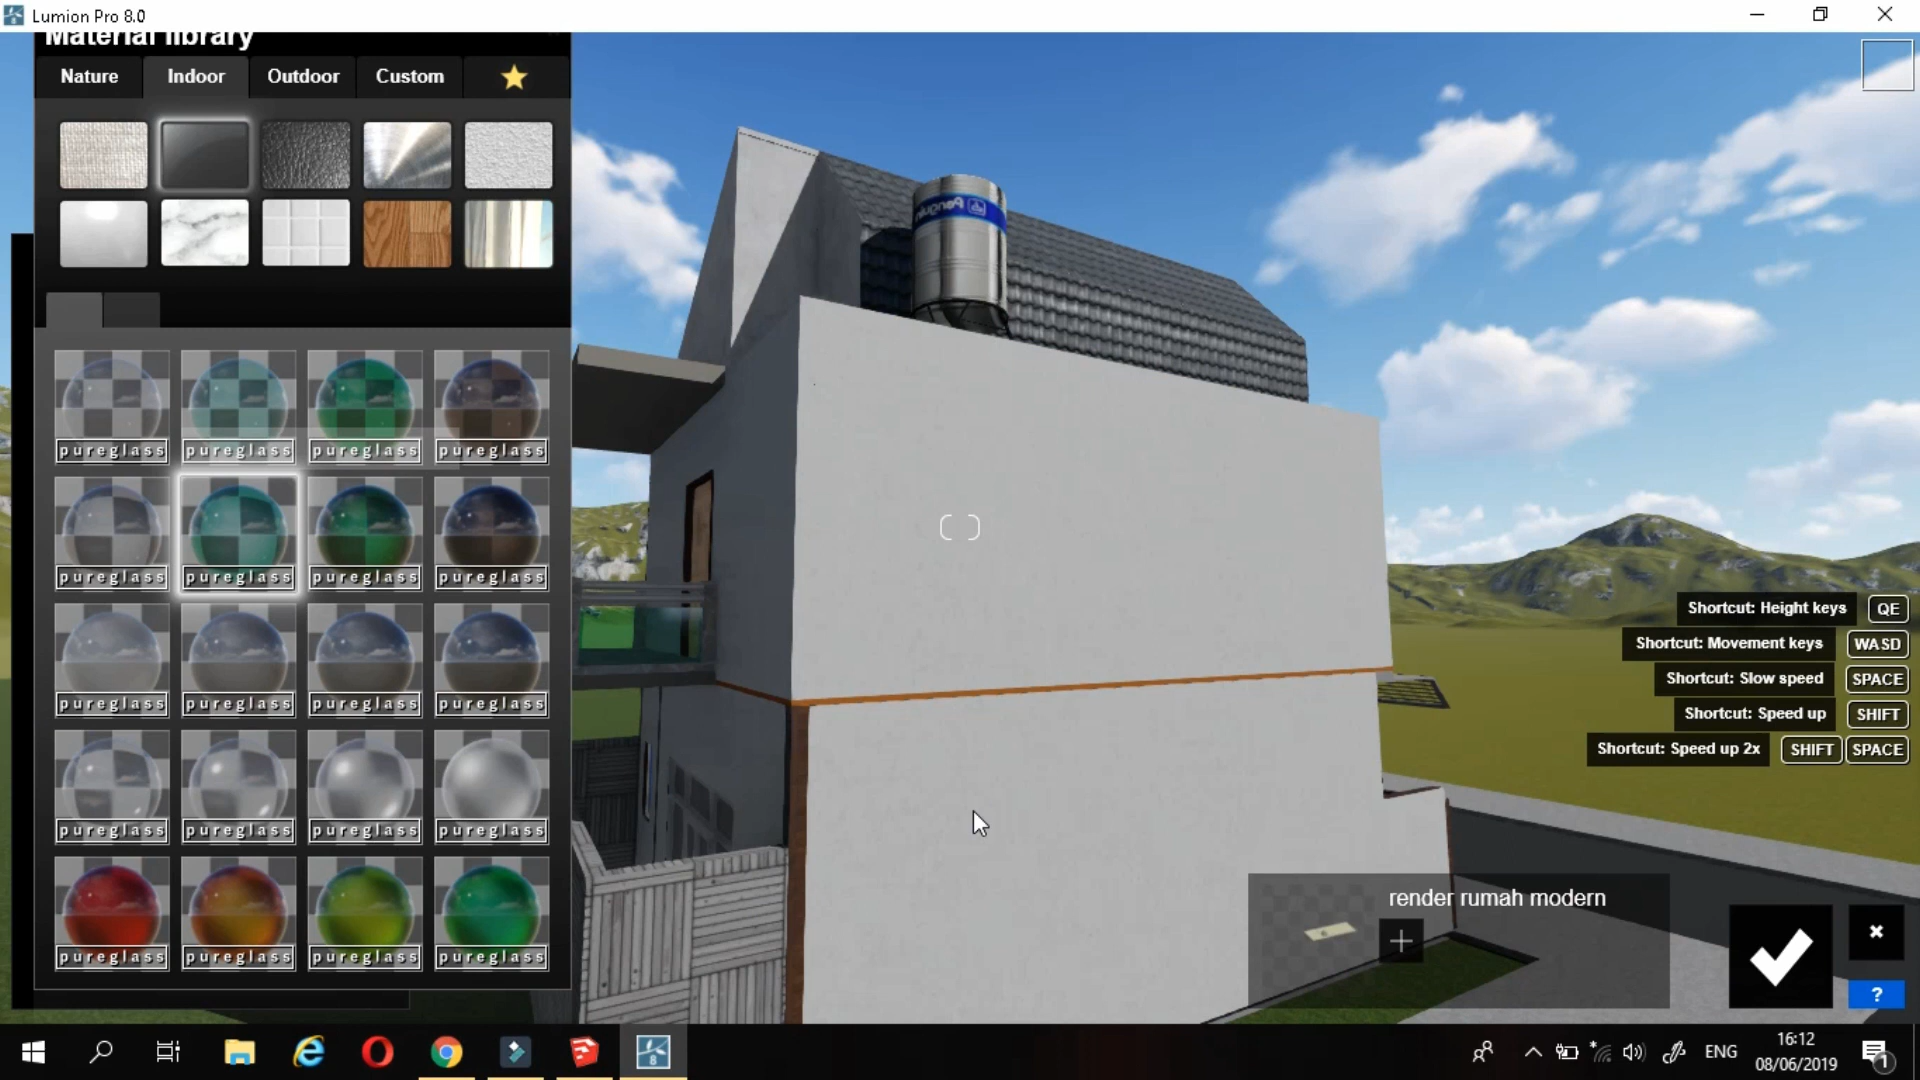 Lumion Pro 8.0
Material library
Nature Indoor Outdoor Custom
pureglass pureglass pureglass pureglass
pureglass pureglass pureglass pureglass
pureglass pureglass pureglass pureglass
pureglass pureglass pureglass pureglass
pureglass pureglass pureglass pureglass
Penguin
Shortcut: Height keys QE
Shortcut: Movement keys WASD
Shortcut: Slow speed SPACE
Shortcut: Speed up SHIFT
Shortcut: Speed up 2x SHIFT SPACE
render rumah modern
?
8
ENG
16:12
08/06/2019
1